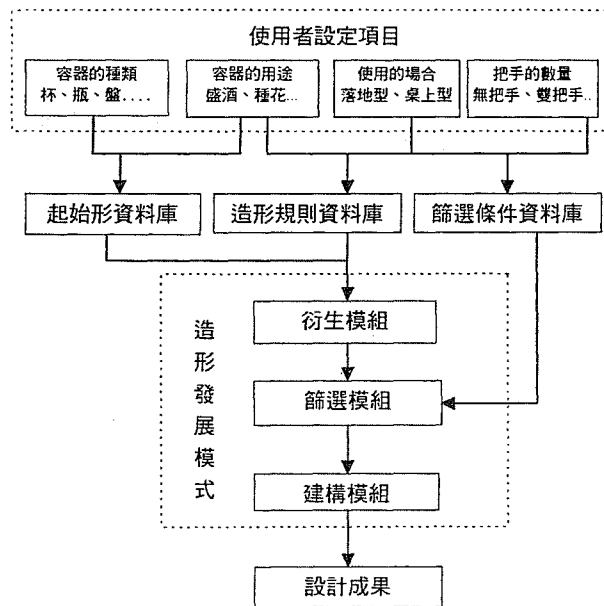 使用者設定項目
容器的種類
杯、瓶、盤....
容器的用途
盛酒、種花...
使用的場合
落地型、桌上型
把手的數量
無把手、雙把手..
起始形資料庫
造形規則資料庫
篩選條件資料庫
造形發展模式
衍生模組
篩選模組
建構模組
設計成果